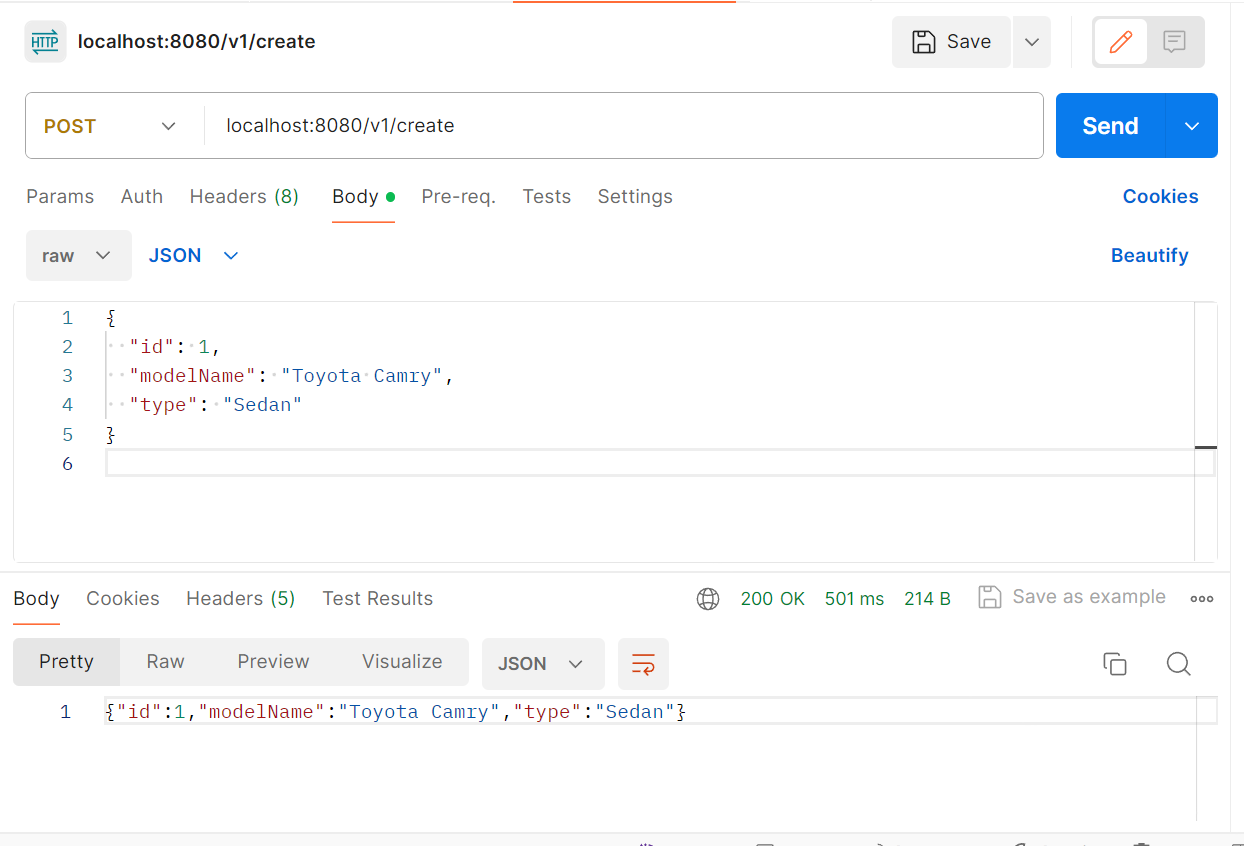 HTTP localhost:8080/v1/create Save
POST localhost:8080/v1/create Send
Params Auth Headers (8) Body Pre-req. Tests Settings Cookies
raw JSON Beautify
1 {
2 "id": 1,
3 "modelName": "Toyota Camry",
4 "type": "Sedan"
5 }
6
Body Cookies Headers (5) Test Results 200 OK 501 ms 214 B Save as example
Pretty Raw Preview Visualize JSON
1 {"id":1,"modelName":"Toyota Camry","type":"Sedan"}